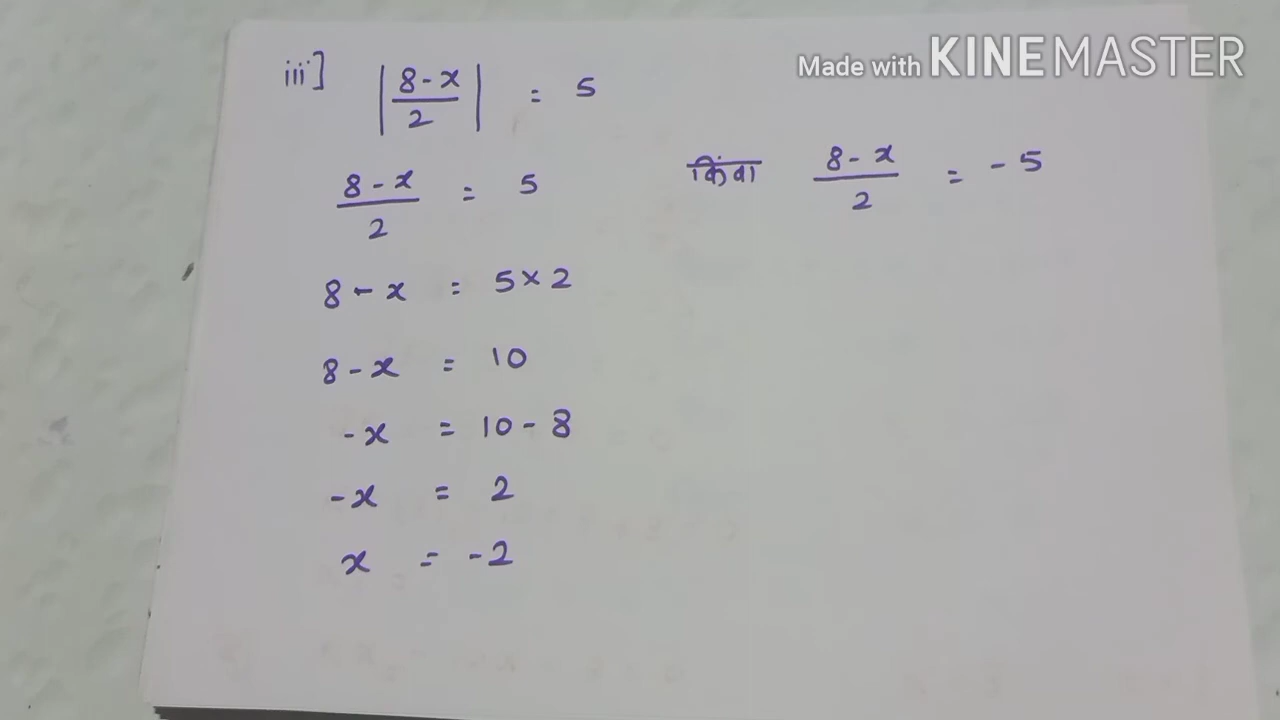 Made with KINEMASTER
iii] |8-x/2| = 5
8-x/2 = 5 किंवा 8-x/2 = -5
8-x = 5×2
8-x = 10
-x = 10-8
-x = 2
x = -2